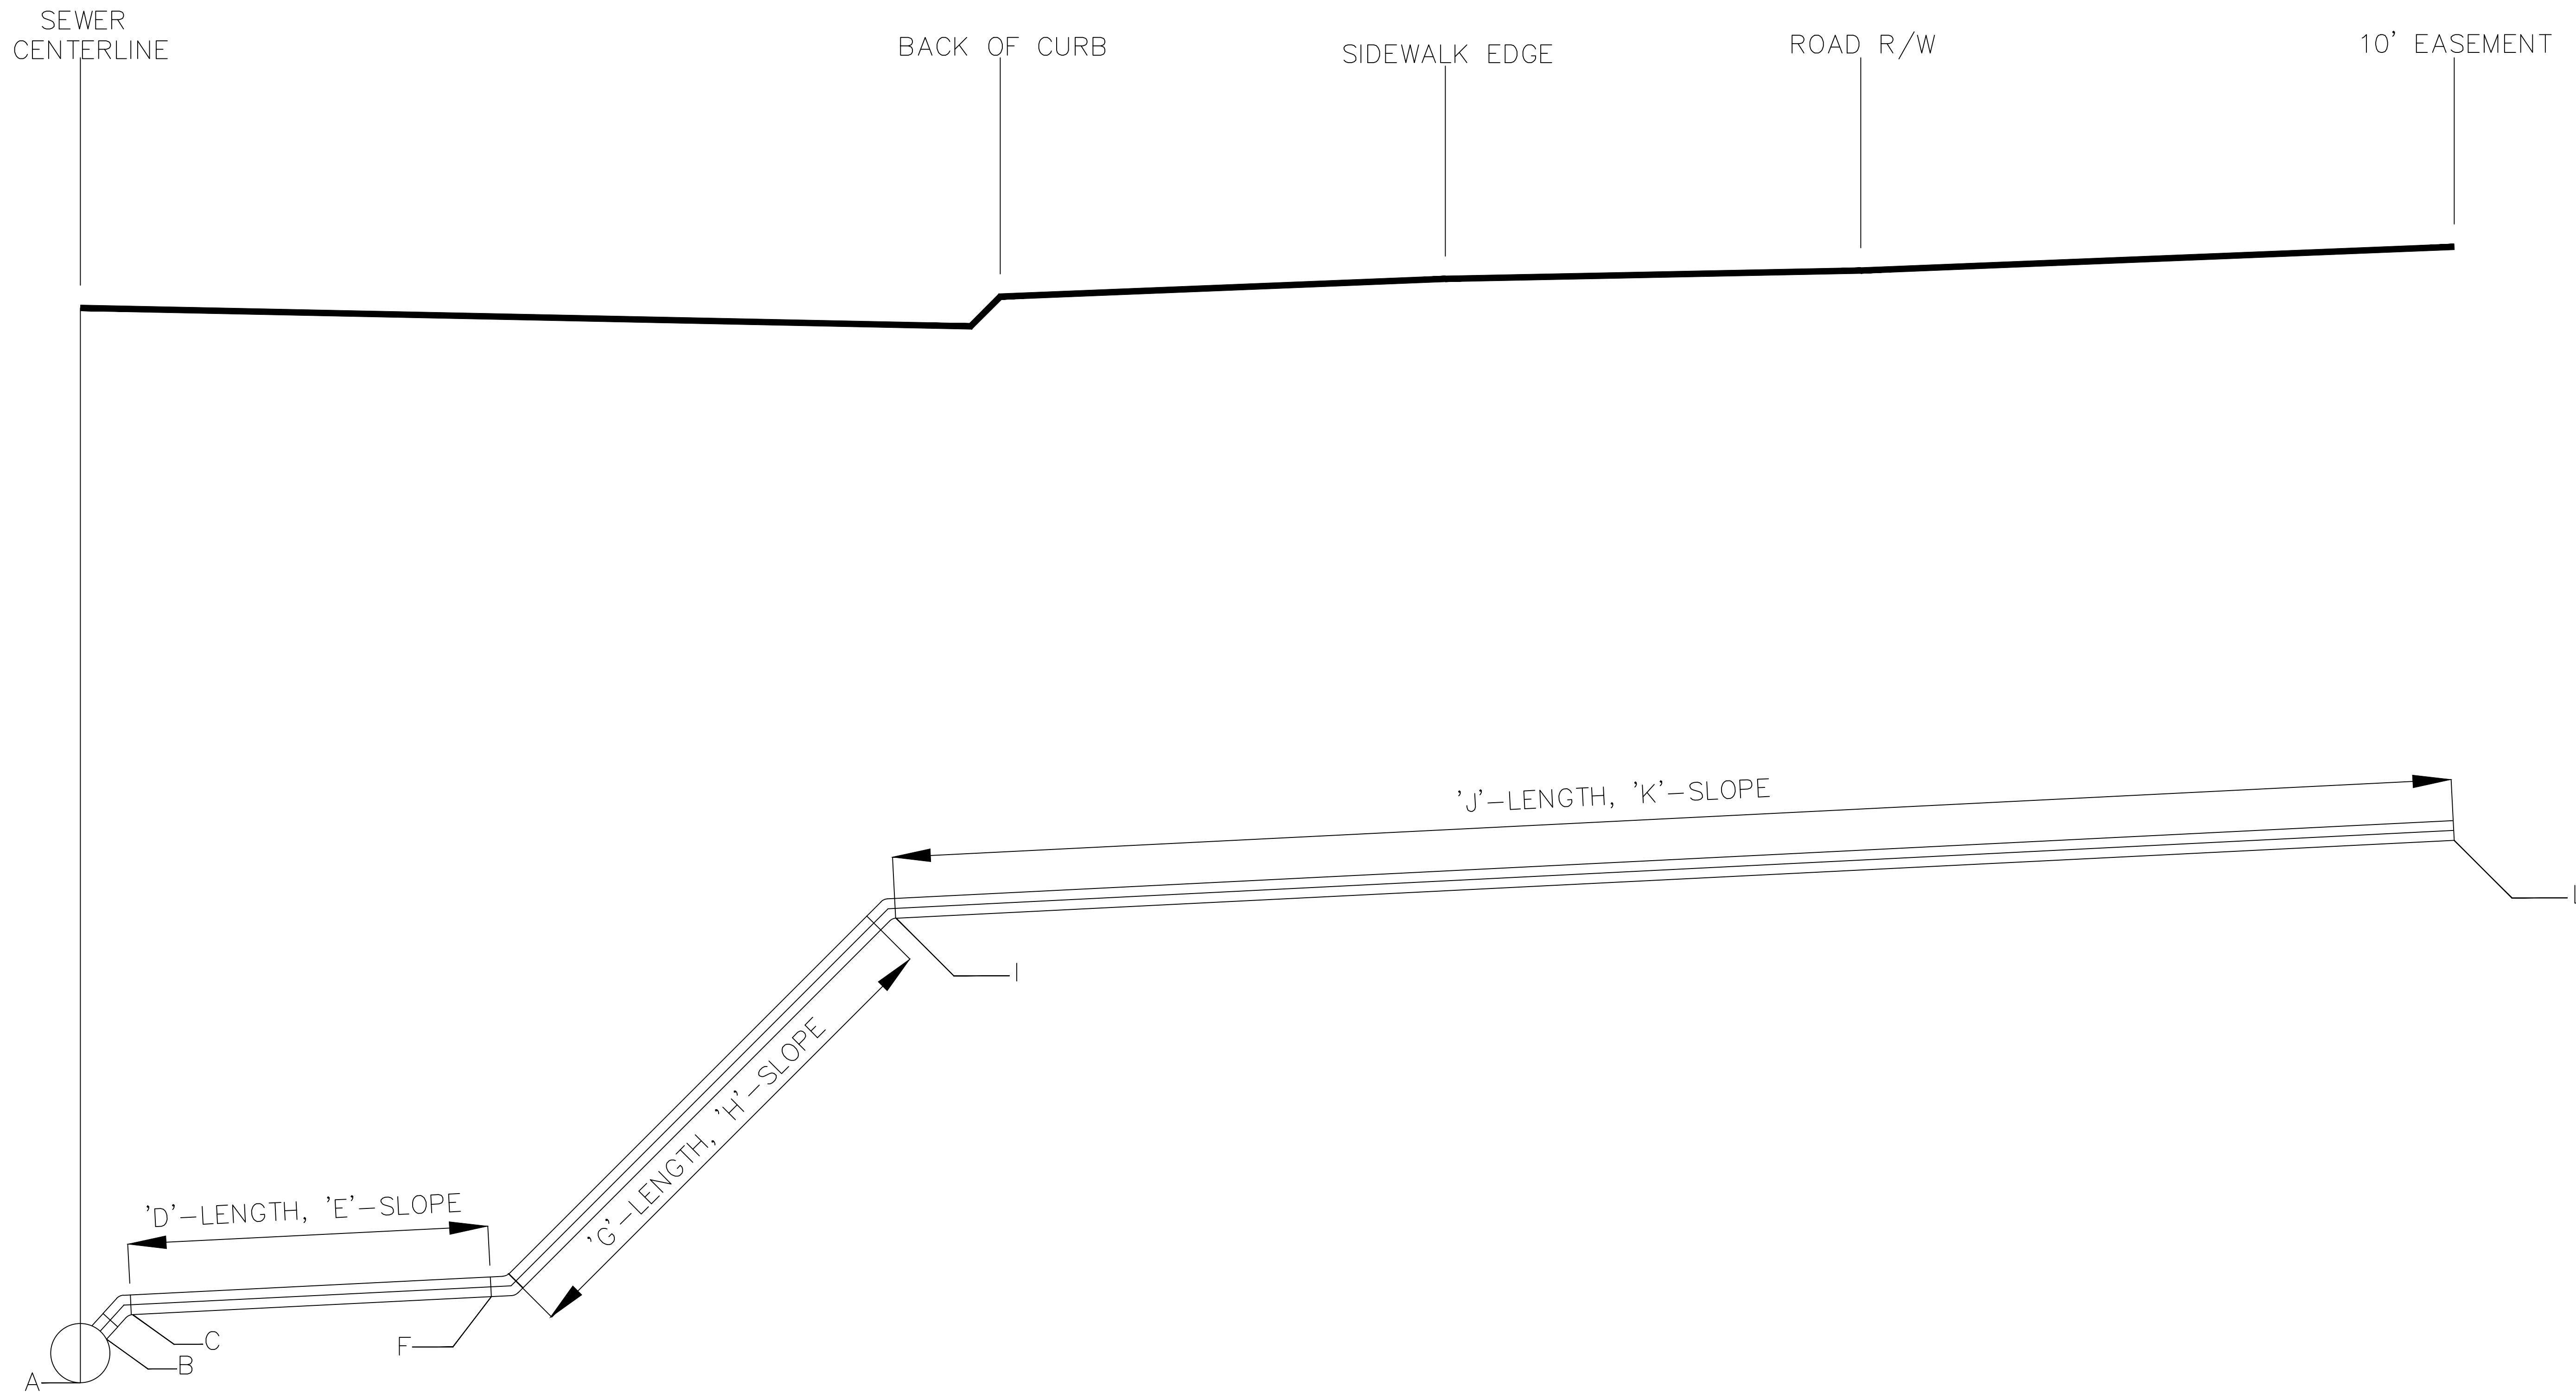 SEWER
CENTERLINE
BACK OF CURB
SIDEWALK EDGE
ROAD R/W
10' EASEMENT
'J'-LENGTH, 'K'-SLOPE
L
I
'G'-LENGTH, 'H'-SLOPE
'D'-LENGTH, 'E'-SLOPE
C
F
B
A